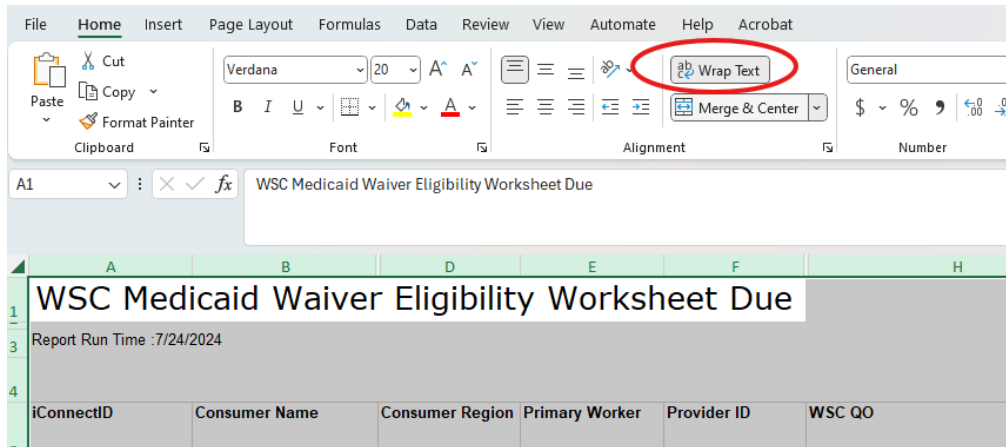 File Home Insert Page Layout Formulas Data Review View Automate Help Acrobat
Paste
Cut
Copy
Format Painter
Clipboard
Verdana 20 A A
B I U A
Font
ab Wrap Text
Merge & Center
Alignment
General
$ % 9 .00
Number
A1 fx WSC Medicaid Waiver Eligibility Worksheet Due
A B D E F H
1 WSC Medicaid Waiver Eligibility Worksheet Due
3 Report Run Time :7/24/2024
4
iConnectID Consumer Name Consumer Region Primary Worker Provider ID WSC QO